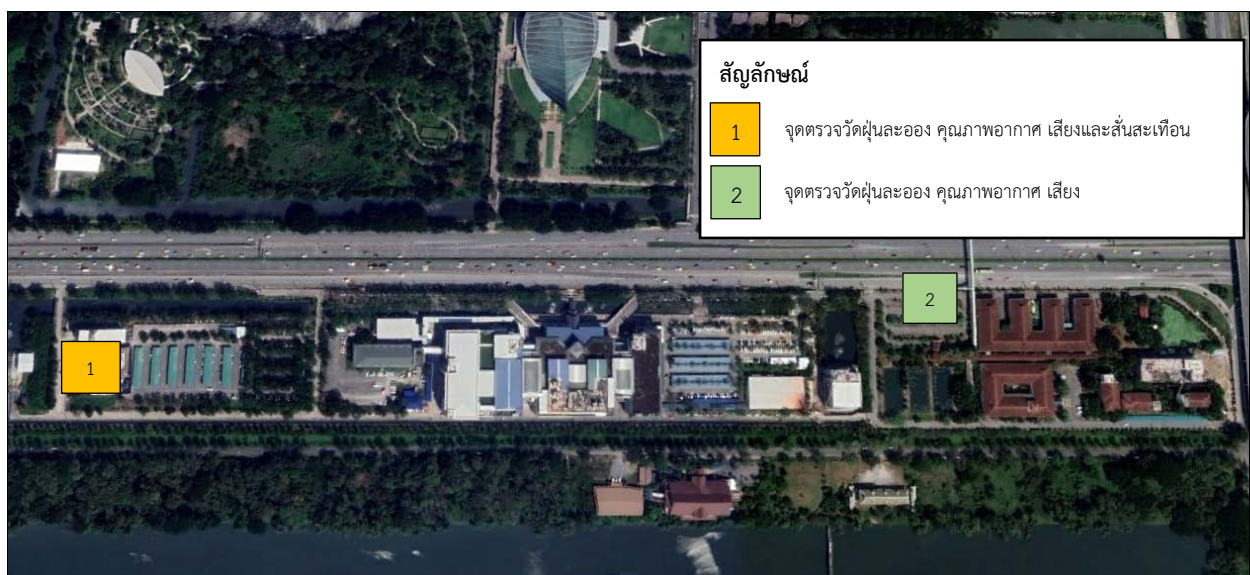 สัญลักษณ์
1 จุดตรวจวัดฝุ่นละออง คุณภาพอากาศ เสียงและสั่นสะเทือน
2 จุดตรวจวัดฝุ่นละออง คุณภาพอากาศ เสียง
2
1